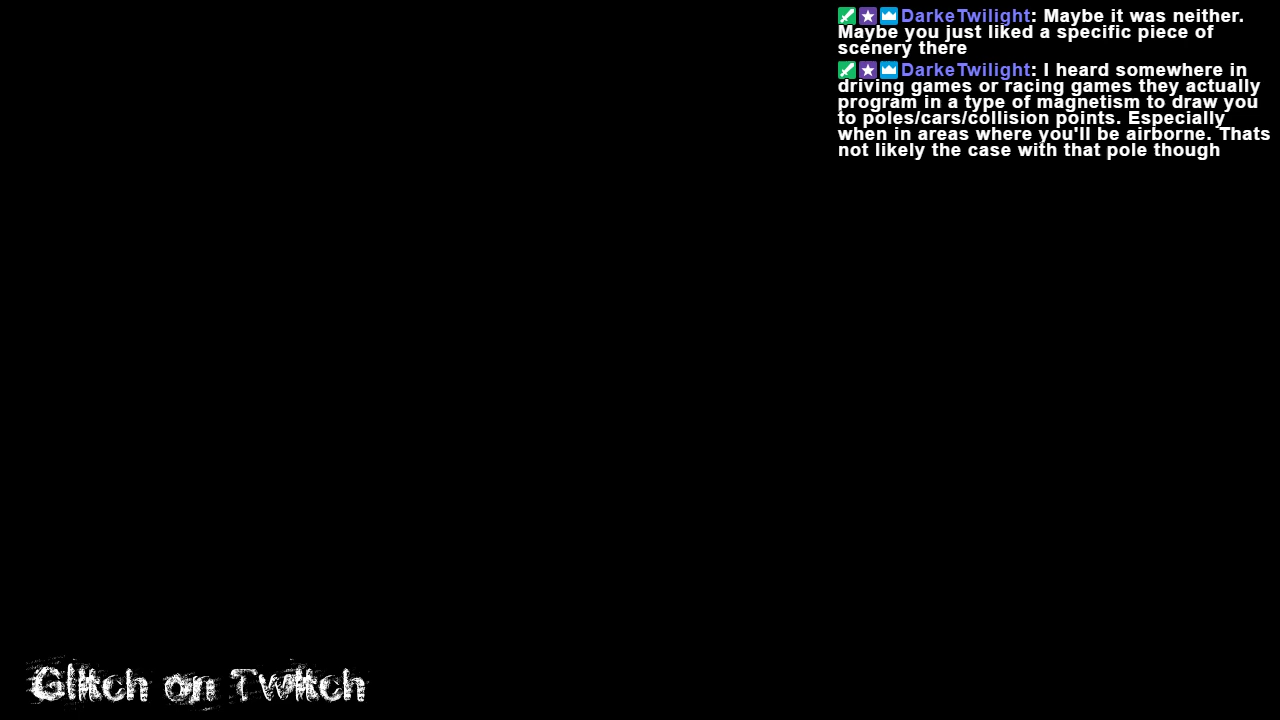 DarkeTwilight: Maybe it was neither.
Maybe you just liked a specific piece of
scenery there
DarkeTwilight: I heard somewhere in
driving games or racing games they actually
program in a type of magnetism to draw you
to poles/cars/collision points. Especially
when in areas where you'll be airborne. Thats
not likely the case with that pole though
Glitch on Twitch